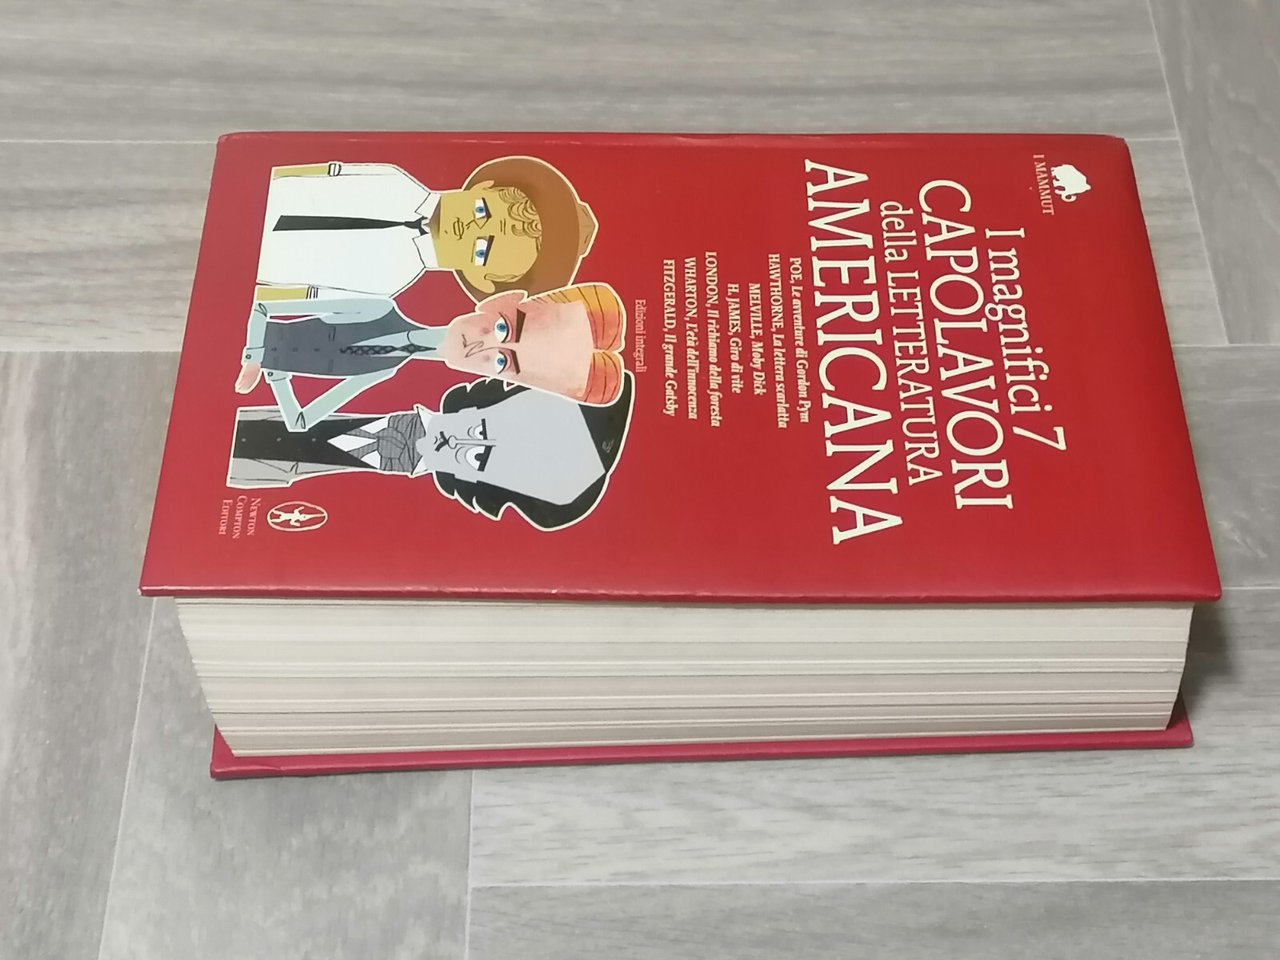 I MAMMUT
I magnifici 7
CAPOLAVORI
della LETTERATURA
AMERICANA
POE, Le avventure di Gordon Pym
HAWTHORNE, La lettera scarlatta
MELVILLE, Moby Dick
H. JAMES, Giro di vite
LONDON, Il richiamo della foresta
WHARTON, L'età dell'innocenza
FITZGERALD, Il grande Gatsby
Edizioni integrali
NEWTON
COMPTON
EDITORI